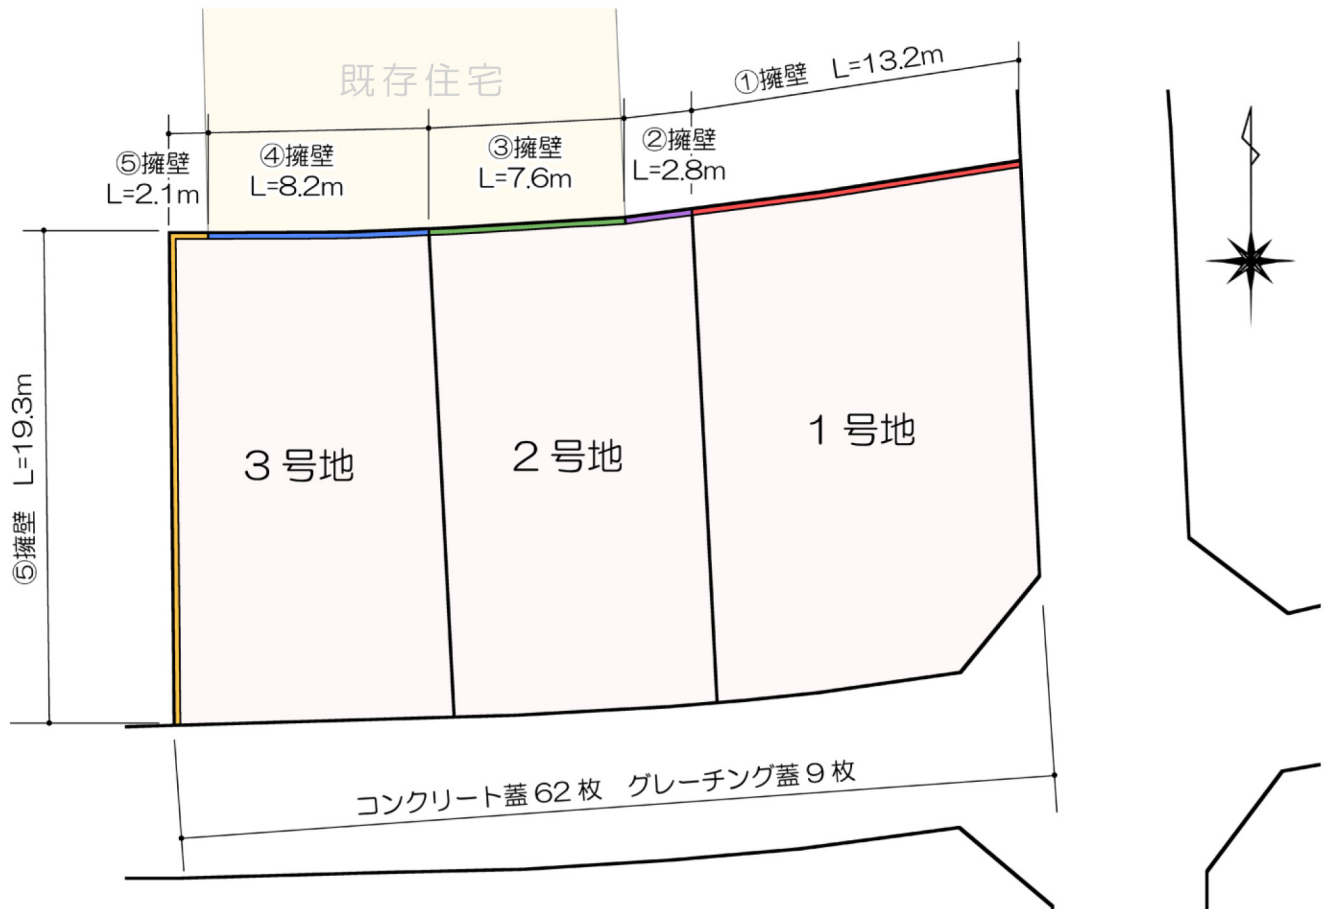 既存住宅
①擁壁　L=13.2m
②擁壁
L=2.8m
③擁壁
L=7.6m
④擁壁
L=8.2m
⑤擁壁
L=2.1m
⑤擁壁　L=19.3m
3号地
2号地
1号地
コンクリート蓋62枚　グレーチング蓋9枚